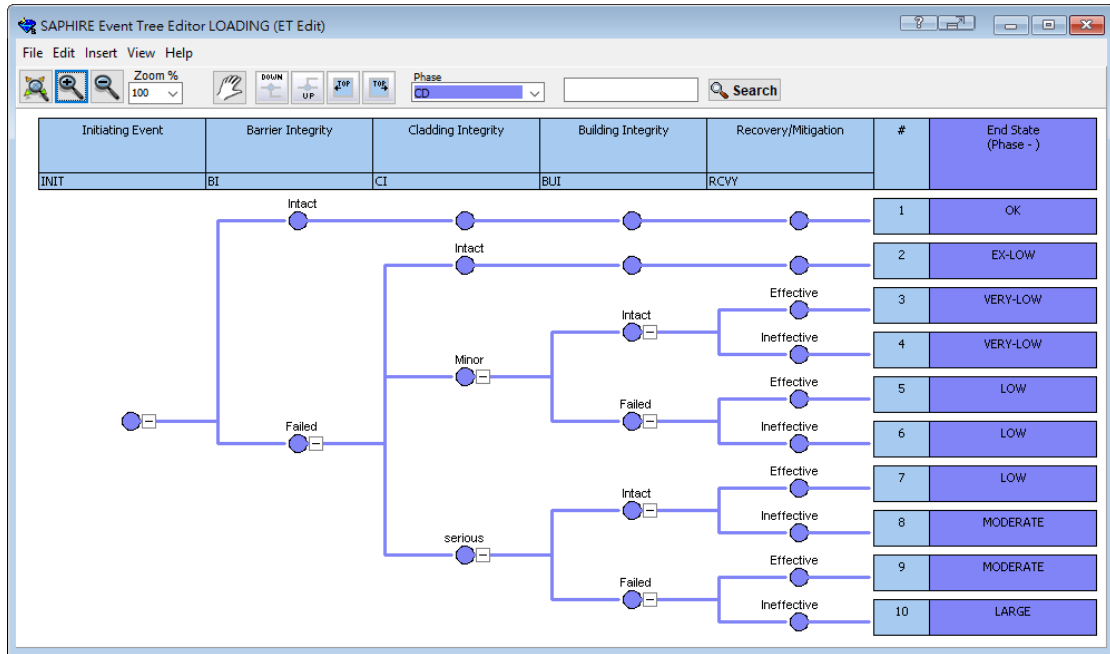 SAPHIRE Event Tree Editor LOADING (ET Edit)
File Edit Insert View Help
Zoom %
100
DOWN
UP
TOP
TOP
Phase
CD
Search
Initiating Event Barrier Integrity Cladding Integrity Building Integrity Recovery/Mitigation # End State
(Phase - )
INIT BI CI BUI RCVY
Intact 1 OK
Intact 2 EX-LOW
Effective 3 VERY-LOW
Intact
Ineffective 4 VERY-LOW
Minor
Effective 5 LOW
Failed
Failed Ineffective 6 LOW
Effective 7 LOW
Intact
Ineffective 8 MODERATE
serious
Effective 9 MODERATE
Failed
Ineffective 10 LARGE